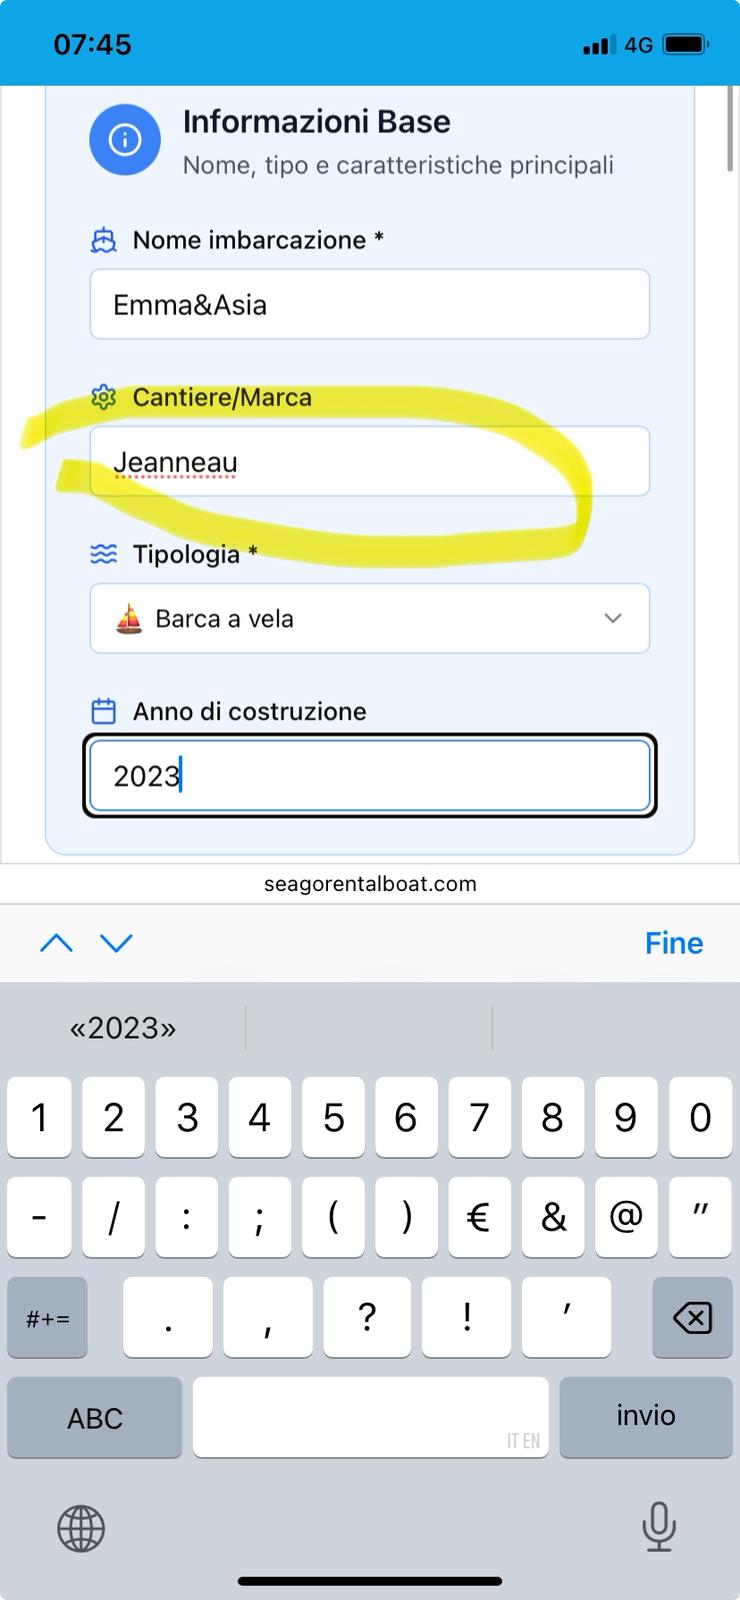 07:45
4G
Informazioni Base
Nome, tipo e caratteristiche principali
Nome imbarcazione *
Emma&Asia
Cantiere/Marca
Jeanneau
Tipologia *
Barca a vela
Anno di costruzione
2023
seagorentalboat.com
Fine
«2023»
1 2 3 4 5 6 7 8 9 0
- / : ; ( ) € & @ "
#+= . , ? ! ’
ABC IT EN invio